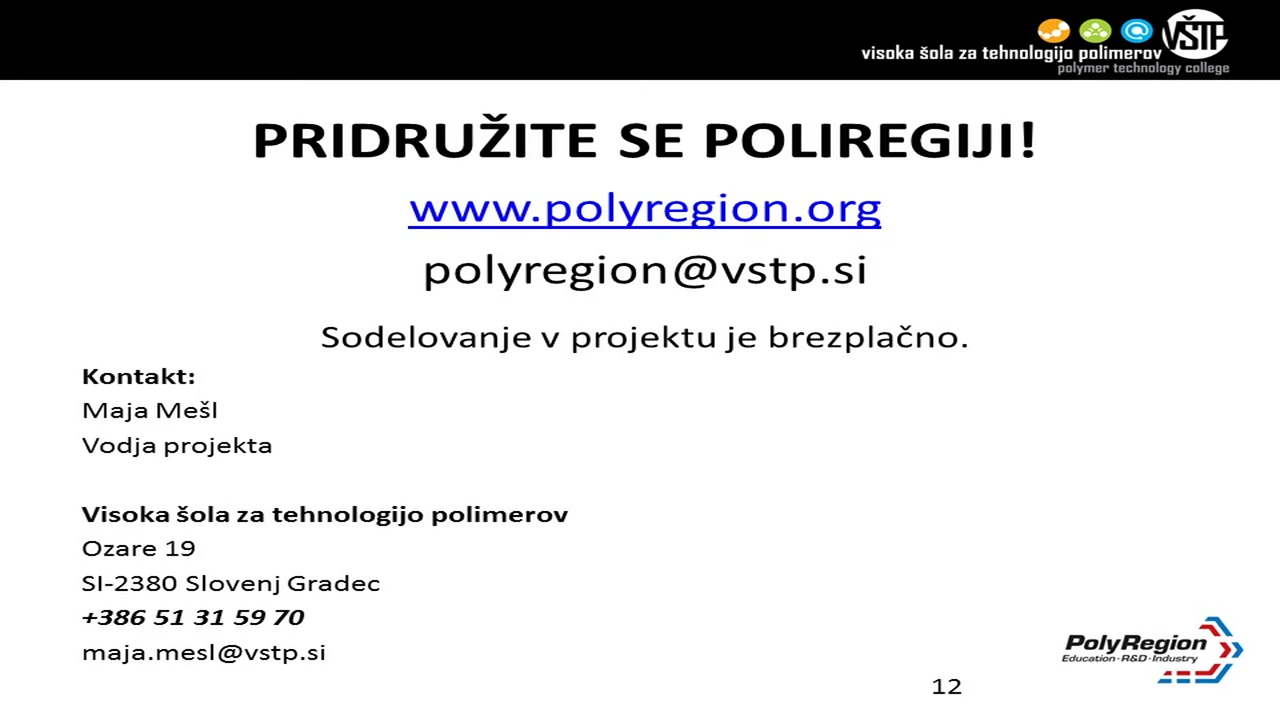 VŠTP
visoka šola za tehnologijo polimerov
polymer technology college
PRIDRUŽITE SE POLIREGIJI!
www.polyregion.org
polyregion@vstp.si
Sodelovanje v projektu je brezplačno.
Kontakt:
Maja Mešl
Vodja projekta
Visoka šola za tehnologijo polimerov
Ozare 19
SI-2380 Slovenj Gradec
+386 51 31 59 70
maja.mesl@vstp.si
PolyRegion
Education·R&D·Industry
12